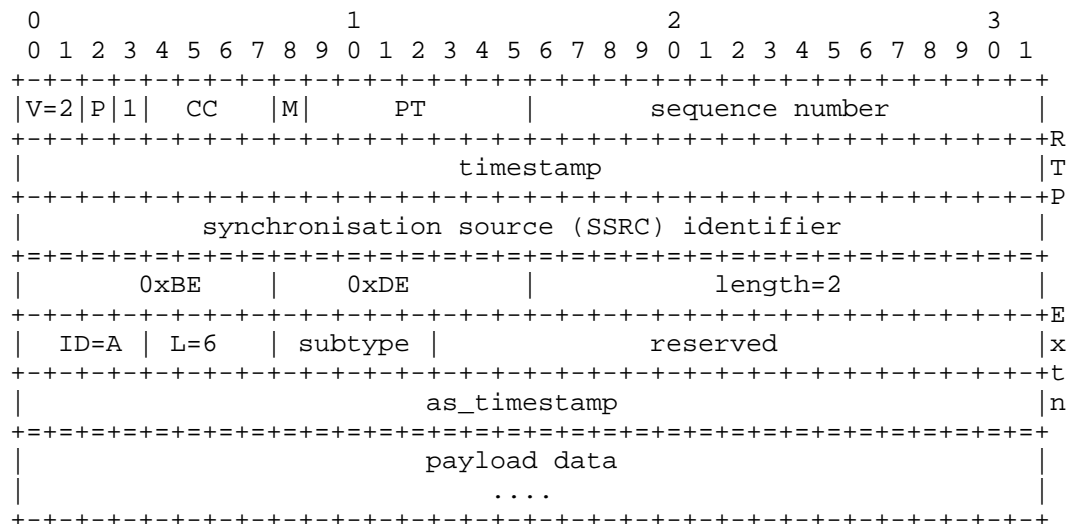 0                   1                   2                   3
 0 1 2 3 4 5 6 7 8 9 0 1 2 3 4 5 6 7 8 9 0 1 2 3 4 5 6 7 8 9 0 1
+-+-+-+-+-+-+-+-+-+-+-+-+-+-+-+-+-+-+-+-+-+-+-+-+-+-+-+-+-+-+-+-+
|V=2|P|1|  CC   |M|     PT      |       sequence number         |
+-+-+-+-+-+-+-+-+-+-+-+-+-+-+-+-+-+-+-+-+-+-+-+-+-+-+-+-+-+-+-+-+R
|                           timestamp                           |T
+-+-+-+-+-+-+-+-+-+-+-+-+-+-+-+-+-+-+-+-+-+-+-+-+-+-+-+-+-+-+-+-+P
|           synchronisation source (SSRC) identifier            |
+=+=+=+=+=+=+=+=+=+=+=+=+=+=+=+=+=+=+=+=+=+=+=+=+=+=+=+=+=+=+=+=+
|       0xBE    |    0xDE       |           length=2            |
+-+-+-+-+-+-+-+-+-+-+-+-+-+-+-+-+-+-+-+-+-+-+-+-+-+-+-+-+-+-+-+-+E
|  ID=A | L=6   | subtype |             reserved                |x
+-+-+-+-+-+-+-+-+-+-+-+-+-+-+-+-+-+-+-+-+-+-+-+-+-+-+-+-+-+-+-+-+t
|                         as_timestamp                          |n
+=+=+=+=+=+=+=+=+=+=+=+=+=+=+=+=+=+=+=+=+=+=+=+=+=+=+=+=+=+=+=+=+
|                         payload data                          |
|                             ....                              |
+-+-+-+-+-+-+-+-+-+-+-+-+-+-+-+-+-+-+-+-+-+-+-+-+-+-+-+-+-+-+-+-+